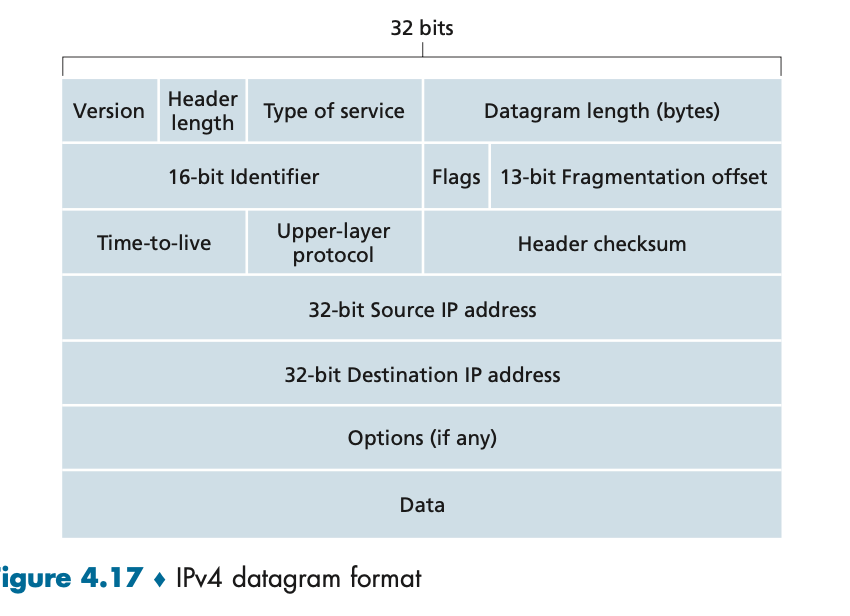 32 bits
Version
Header
length
Type of service
Datagram length (bytes)
16-bit Identifier
Flags
13-bit Fragmentation offset
Time-to-live
Upper-layer
protocol
Header checksum
32-bit Source IP address
32-bit Destination IP address
Options (if any)
Data
igure 4.17 ♦ IPv4 datagram format